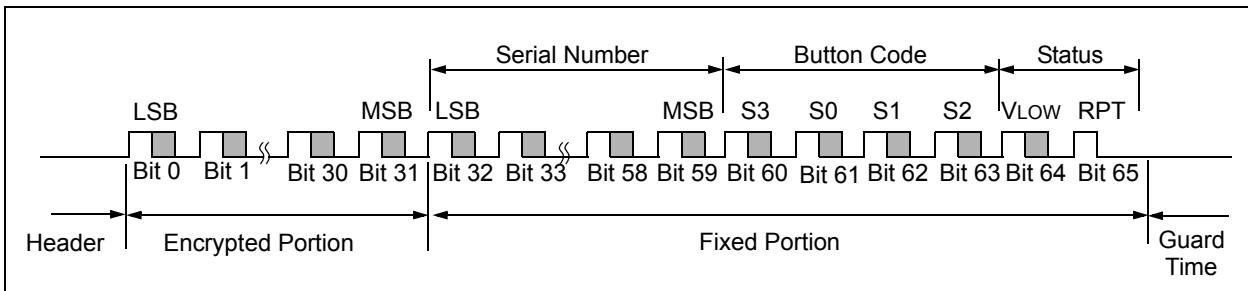 Serial Number Button Code Status
LSB MSB LSB MSB S3 S0 S1 S2 VLOW RPT
Bit 0 Bit 1 Bit 30 Bit 31 Bit 32 Bit 33 Bit 58 Bit 59 Bit 60 Bit 61 Bit 62 Bit 63 Bit 64 Bit 65
Header Encrypted Portion Fixed Portion Guard
Time